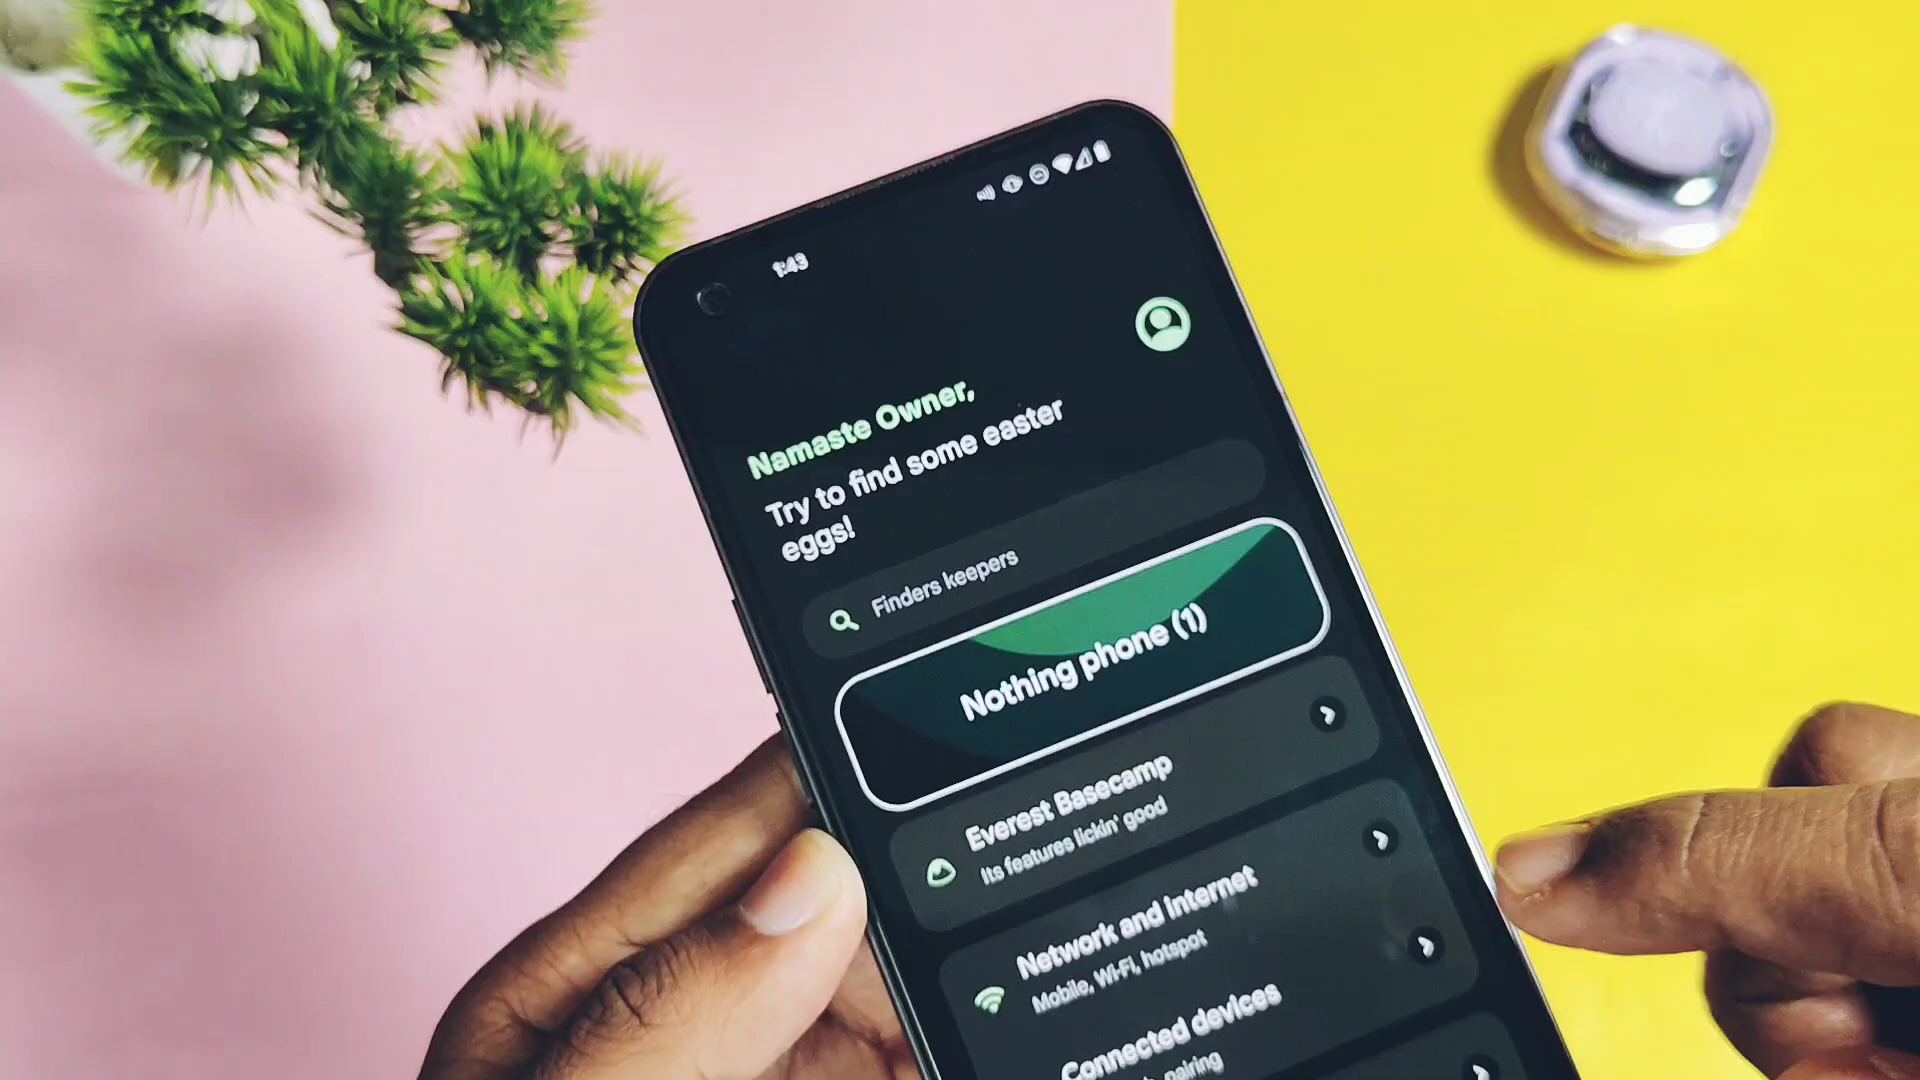 1:43
Namaste Owner,
Try to find some easter
eggs!
Finders keepers
Nothing phone (1)
Everest Basecamp
Its features lickin' good
Network and internet
Mobile, Wi-Fi, hotspot
Connected devices
pairing